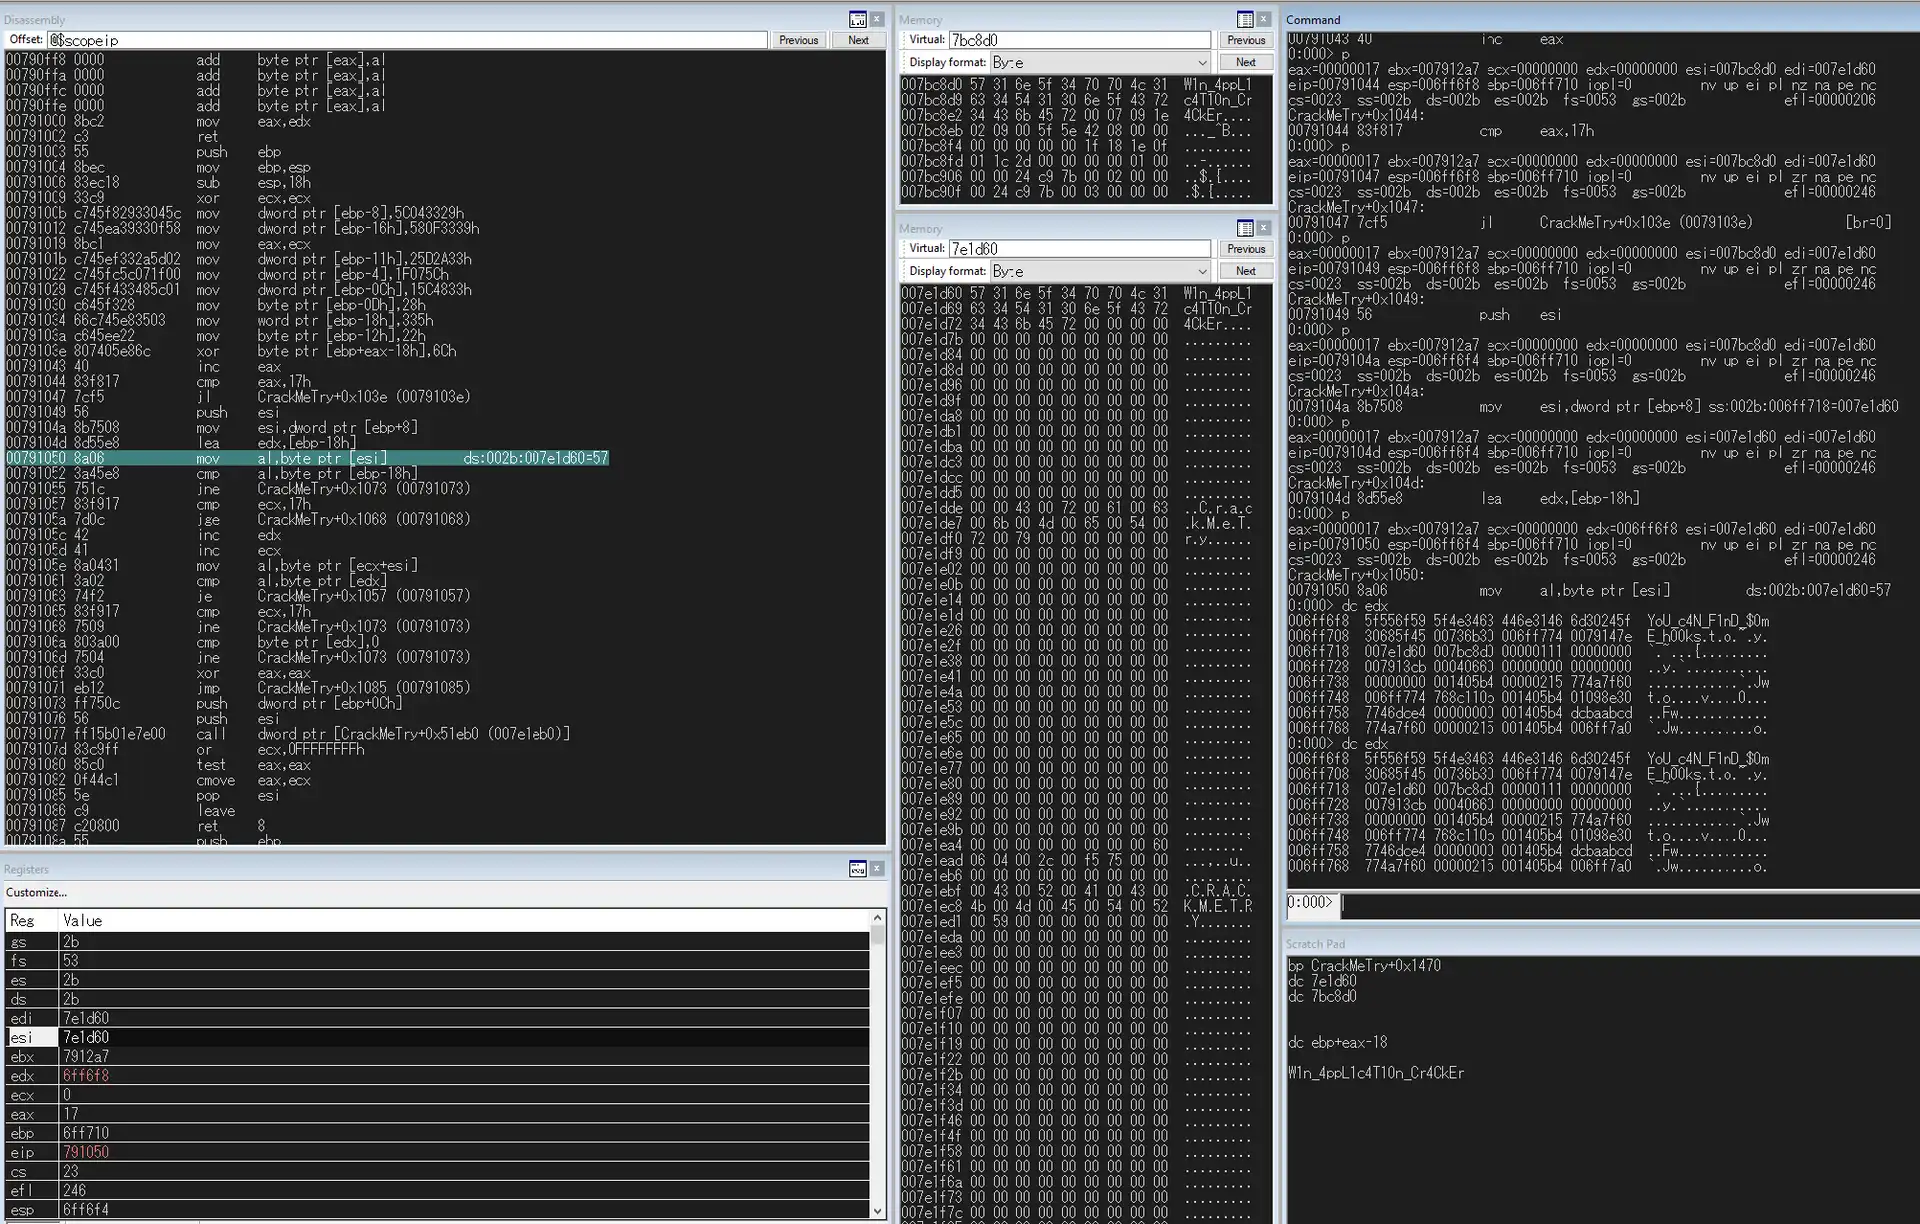 Disassembly
Offset: @$scopeip Previous Next
00790ff8 0000 add byte ptr [eax],al
00790ffa 0000 add byte ptr [eax],al
00790ffc 0000 add byte ptr [eax],al
00790ffe 0000 add byte ptr [eax],al
00791000 8bc2 mov eax,edx
00791002 c3 ret
00791003 55 push ebp
00791004 8bec mov ebp,esp
00791006 83ec18 sub esp,18h
00791009 33c9 xor ecx,ecx
0079100b c745f82933045c mov dword ptr [ebp-8],5C043329h
00791012 c745ea39330f58 mov dword ptr [ebp-16h],580F3339h
00791019 8bc1 mov eax,ecx
0079101b c745ef332a5d02 mov dword ptr [ebp-11h],25D2A33h
00791022 c745fc5c071f00 mov dword ptr [ebp-4],1F075Ch
00791029 c745f433485c01 mov dword ptr [ebp-0Ch],15C4833h
00791030 c645f328 mov byte ptr [ebp-0Dh],28h
00791034 66c745e83503 mov word ptr [ebp-18h],335h
0079103a c645ee22 mov byte ptr [ebp-12h],22h
0079103e 807405e86c xor byte ptr [ebp+eax-18h],6Ch
00791043 40 inc eax
00791044 83f817 cmp eax,17h
00791047 7cf5 jl CrackMeTry+0x103e (0079103e)
00791049 56 push esi
0079104a 8b7508 mov esi,dword ptr [ebp+8]
0079104d 8d55e8 lea edx,[ebp-18h]
00791050 8a06 mov al,byte ptr [esi] ds:002b:007e1d60=57
00791052 3a45e8 cmp al,byte ptr [ebp-18h]
00791055 751c jne CrackMeTry+0x1073 (00791073)
00791057 83f917 cmp ecx,17h
0079105a 7d0c jge CrackMeTry+0x1068 (00791068)
0079105c 42 inc edx
0079105d 41 inc ecx
0079105e 8a0431 mov al,byte ptr [ecx+esi]
00791061 3a02 cmp al,byte ptr [edx]
00791063 74f2 je CrackMeTry+0x1057 (00791057)
00791065 83f917 cmp ecx,17h
00791068 7509 jne CrackMeTry+0x1073 (00791073)
0079106a 803a00 cmp byte ptr [edx],0
0079106d 7504 jne CrackMeTry+0x1073 (00791073)
0079106f 33c0 xor eax,eax
00791071 eb12 jmp CrackMeTry+0x1085 (00791085)
00791073 ff750c push dword ptr [ebp+0Ch]
00791076 56 push esi
00791077 ff15b01e7e00 call dword ptr [CrackMeTry+0x51eb0 (007e1eb0)]
0079107d 83c9ff or ecx,0FFFFFFFFh
00791080 85c0 test eax,eax
00791082 0f44c1 cmove eax,ecx
00791085 5e pop esi
00791086 c9 leave
00791087 c20800 ret 8
0079108a 55 push ebp
Registers
Customize...
Reg Value
gs 2b
fs 53
es 2b
ds 2b
edi 7e1d60
esi 7e1d60
ebx 7912a7
edx 6ff6f8
ecx 0
eax 17
ebp 6ff710
eip 791050
cs 23
efl 246
esp 6ff6f4
Memory
Virtual: 7bc8d0 Previous
Display format: Byte Next
007bc8d0 57 31 6e 5f 34 70 70 4c 31 W1n_4ppL1
007bc8d9 63 34 54 31 30 6e 5f 43 72 c4T10n_Cr
007bc8e2 34 43 6b 45 72 00 07 09 1e 4CkEr....
007bc8eb 02 09 00 5f 5e 42 08 00 00 ..._^B...
007bc8f4 00 00 00 00 00 1f 18 1e 0f .........
007bc8fd 01 1c 2d 00 00 00 00 01 00 ..-......
007bc906 00 00 24 c9 7b 00 02 00 00 ..$.{....
007bc90f 00 24 c9 7b 00 03 00 00 00 .$.{.....
Memory
Virtual: 7e1d60 Previous
Display format: Byte Next
007e1d60 57 31 6e 5f 34 70 70 4c 31 W1n_4ppL1
007e1d69 63 34 54 31 30 6e 5f 43 72 c4T10n_Cr
007e1d72 34 43 6b 45 72 00 00 00 00 4CkEr....
007e1d7b 00 00 00 00 00 00 00 00 00 .........
007e1d84 00 00 00 00 00 00 00 00 00 .........
007e1d8d 00 00 00 00 00 00 00 00 00 .........
007e1d96 00 00 00 00 00 00 00 00 00 .........
007e1d9f 00 00 00 00 00 00 00 00 00 .........
007e1da8 00 00 00 00 00 00 00 00 00 .........
007e1db1 00 00 00 00 00 00 00 00 00 .........
007e1dba 00 00 00 00 00 00 00 00 00 .........
007e1dc3 00 00 00 00 00 00 00 00 00 .........
007e1dcc 00 00 00 00 00 00 00 00 00 .........
007e1dd5 00 00 00 00 00 00 00 00 00 .........
007e1dde 00 00 43 00 72 00 61 00 63 ..C.r.a.c
007e1de7 00 6b 00 4d 00 65 00 54 00 .k.M.e.T.
007e1df0 72 00 79 00 00 00 00 00 00 r.y......
007e1df9 00 00 00 00 00 00 00 00 00 .........
007e1e02 00 00 00 00 00 00 00 00 00 .........
007e1e0b 00 00 00 00 00 00 00 00 00 .........
007e1e14 00 00 00 00 00 00 00 00 00 .........
007e1e1d 00 00 00 00 00 00 00 00 00 .........
007e1e26 00 00 00 00 00 00 00 00 00 .........
007e1e2f 00 00 00 00 00 00 00 00 00 .........
007e1e38 00 00 00 00 00 00 00 00 00 .........
007e1e41 00 00 00 00 00 00 00 00 00 .........
007e1e4a 00 00 00 00 00 00 00 00 00 .........
007e1e53 00 00 00 00 00 00 00 00 00 .........
007e1e5c 00 00 00 00 00 00 00 00 00 .........
007e1e65 00 00 00 00 00 00 00 00 00 .........
007e1e6e 00 00 00 00 00 00 00 00 00 .........
007e1e77 00 00 00 00 00 00 00 00 00 .........
007e1e80 00 00 00 00 00 00 00 00 00 .........
007e1e89 00 00 00 00 00 00 00 00 00 .........
007e1e92 00 00 00 00 00 00 00 00 00 .........
007e1e9b 00 00 00 00 00 00 00 00 00 .........
007e1ea4 00 00 00 00 00 00 00 00 60 ........`
007e1ead 06 04 00 2c 00 f5 75 00 00 ...,..u..
007e1eb6 00 00 00 00 00 00 00 00 00 .........
007e1ebf 00 43 00 52 00 41 00 43 00 .C.R.A.C.
007e1ec8 4b 00 4d 00 45 00 54 00 52 K.M.E.T.R
007e1ed1 00 59 00 00 00 00 00 00 00 .Y.......
007e1eda 00 00 00 00 00 00 00 00 00 .........
007e1ee3 00 00 00 00 00 00 00 00 00 .........
007e1eec 00 00 00 00 00 00 00 00 00 .........
007e1ef5 00 00 00 00 00 00 00 00 00 .........
007e1efe 00 00 00 00 00 00 00 00 00 .........
007e1f07 00 00 00 00 00 00 00 00 00 .........
007e1f10 00 00 00 00 00 00 00 00 00 .........
007e1f19 00 00 00 00 00 00 00 00 00 .........
007e1f22 00 00 00 00 00 00 00 00 00 .........
007e1f2b 00 00 00 00 00 00 00 00 00 .........
007e1f34 00 00 00 00 00 00 00 00 00 .........
007e1f3d 00 00 00 00 00 00 00 00 00 .........
007e1f46 00 00 00 00 00 00 00 00 00 .........
007e1f4f 00 00 00 00 00 00 00 00 00 .........
007e1f58 00 00 00 00 00 00 00 00 00 .........
007e1f61 00 00 00 00 00 00 00 00 00 .........
007e1f6a 00 00 00 00 00 00 00 00 00 .........
007e1f73 00 00 00 00 00 00 00 00 00 .........
007e1f7c 00 00 00 00 00 00 00 00 00 .........
Command
00791043 40 inc eax
0:000> p
eax=00000017 ebx=007912a7 ecx=00000000 edx=00000000 esi=007bc8d0 edi=007e1d60
eip=00791044 esp=006ff6f8 ebp=006ff710 iopl=0 nv up ei pl nz na pe nc
cs=0023 ss=002b ds=002b es=002b fs=0053 gs=002b efl=00000206
CrackMeTry+0x1044:
00791044 83f817 cmp eax,17h
0:000> p
eax=00000017 ebx=007912a7 ecx=00000000 edx=00000000 esi=007bc8d0 edi=007e1d60
eip=00791047 esp=006ff6f8 ebp=006ff710 iopl=0 nv up ei pl zr na pe nc
cs=0023 ss=002b ds=002b es=002b fs=0053 gs=002b efl=00000246
CrackMeTry+0x1047:
00791047 7cf5 jl CrackMeTry+0x103e (0079103e) [br=0]
0:000> p
eax=00000017 ebx=007912a7 ecx=00000000 edx=00000000 esi=007bc8d0 edi=007e1d60
eip=00791049 esp=006ff6f8 ebp=006ff710 iopl=0 nv up ei pl zr na pe nc
cs=0023 ss=002b ds=002b es=002b fs=0053 gs=002b efl=00000246
CrackMeTry+0x1049:
00791049 56 push esi
0:000> p
eax=00000017 ebx=007912a7 ecx=00000000 edx=00000000 esi=007bc8d0 edi=007e1d60
eip=0079104a esp=006ff6f4 ebp=006ff710 iopl=0 nv up ei pl zr na pe nc
cs=0023 ss=002b ds=002b es=002b fs=0053 gs=002b efl=00000246
CrackMeTry+0x104a:
0079104a 8b7508 mov esi,dword ptr [ebp+8] ss:002b:006ff718=007e1d60
0:000> p
eax=00000017 ebx=007912a7 ecx=00000000 edx=00000000 esi=007e1d60 edi=007e1d60
eip=0079104d esp=006ff6f4 ebp=006ff710 iopl=0 nv up ei pl zr na pe nc
cs=0023 ss=002b ds=002b es=002b fs=0053 gs=002b efl=00000246
CrackMeTry+0x104d:
0079104d 8d55e8 lea edx,[ebp-18h]
0:000> p
eax=00000017 ebx=007912a7 ecx=00000000 edx=006ff6f8 esi=007e1d60 edi=007e1d60
eip=00791050 esp=006ff6f4 ebp=006ff710 iopl=0 nv up ei pl zr na pe nc
cs=0023 ss=002b ds=002b es=002b fs=0053 gs=002b efl=00000246
CrackMeTry+0x1050:
00791050 8a06 mov al,byte ptr [esi] ds:002b:007e1d60=57
0:000> dc edx
006ff6f8 5f556f59 5f4e3463 446e3146 6d30245f YoU_c4N_F1nD_$0m
006ff708 30685f45 00736b30 006ff774 0079147e E_h00ks.t.o.~.y.
006ff718 007e1d60 007bc8d0 00000111 00000000 `.~...{.........
006ff728 007913cb 00040660 00000000 00000000 ..y.`...........
006ff738 00000000 00000000 00000215 774a7f60 ............`.Jw
006ff748 006ff774 768c110b 001405b4 01098e30 t.o....v....0...
006ff758 7746dce4 00000000 001405b4 dcbaabcd ..Fw............
006ff768 774a7f60 00000215 001405b4 006ff7a0 `.Jw..........o.
0:000> dc edx
006ff6f8 5f556f59 5f4e3463 446e3146 6d30245f YoU_c4N_F1nD_$0m
006ff708 30685f45 00736b30 006ff774 0079147e E_h00ks.t.o.~.y.
006ff718 007e1d60 007bc8d0 00000111 00000000 `.~...{.........
006ff728 007913cb 00040660 00000000 00000000 ..y.`...........
006ff738 00000000 00000000 00000215 774a7f60 ............`.Jw
006ff748 006ff774 768c110b 001405b4 01098e30 t.o....v....0...
006ff758 7746dce4 00000000 001405b4 dcbaabcd ..Fw............
006ff768 774a7f60 00000215 001405b4 006ff7a0 `.Jw..........o.
0:000>
Scratch Pad
bp CrackMeTry+0x1470
dc 7e1d60
dc 7bc8d0
dc ebp+eax-18
W1n_4ppL1c4T10n_Cr4CkEr